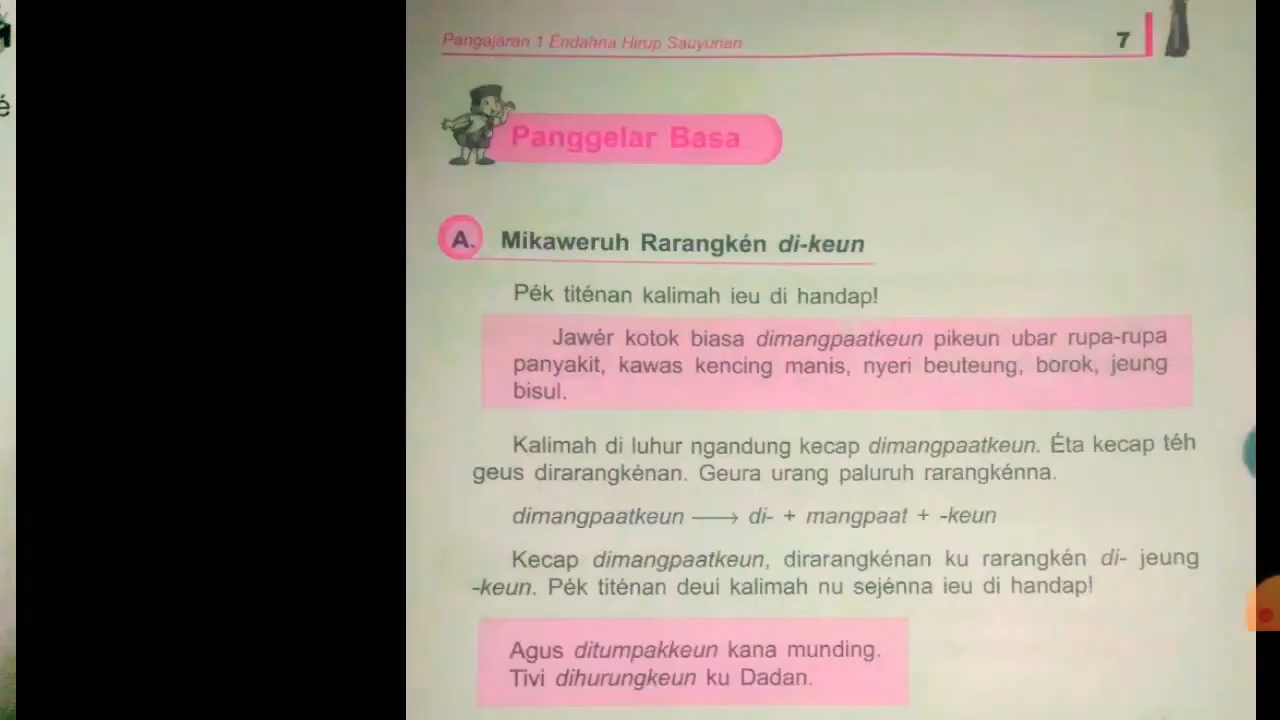 é
Pangajaran 1 Éndahna Hirup Sauyunan
7
Panggelar Basa
A. Mikaweruh Rarangkén di-keun
Pék titénan kalimah ieu di handap!
Jawér kotok biasa dimangpaatkeun pikeun ubar rupa-rupa
panyakit, kawas kencing manis, nyeri beuteung, borok, jeung
bisul.
Kalimah di luhur ngandung kecap dimangpaatkeun. Éta kecap téh
geus dirarangkénan. Geura urang paluruh rarangkénna.
dimangpaatkeun ⟶ di- + mangpaat + -keun
Kecap dimangpaatkeun, dirarangkénan ku rarangkén di- jeung
-keun. Pék titénan deui kalimah nu sejénna ieu di handap!
Agus ditumpakkeun kana munding.
Tivi dihurungkeun ku Dadan.